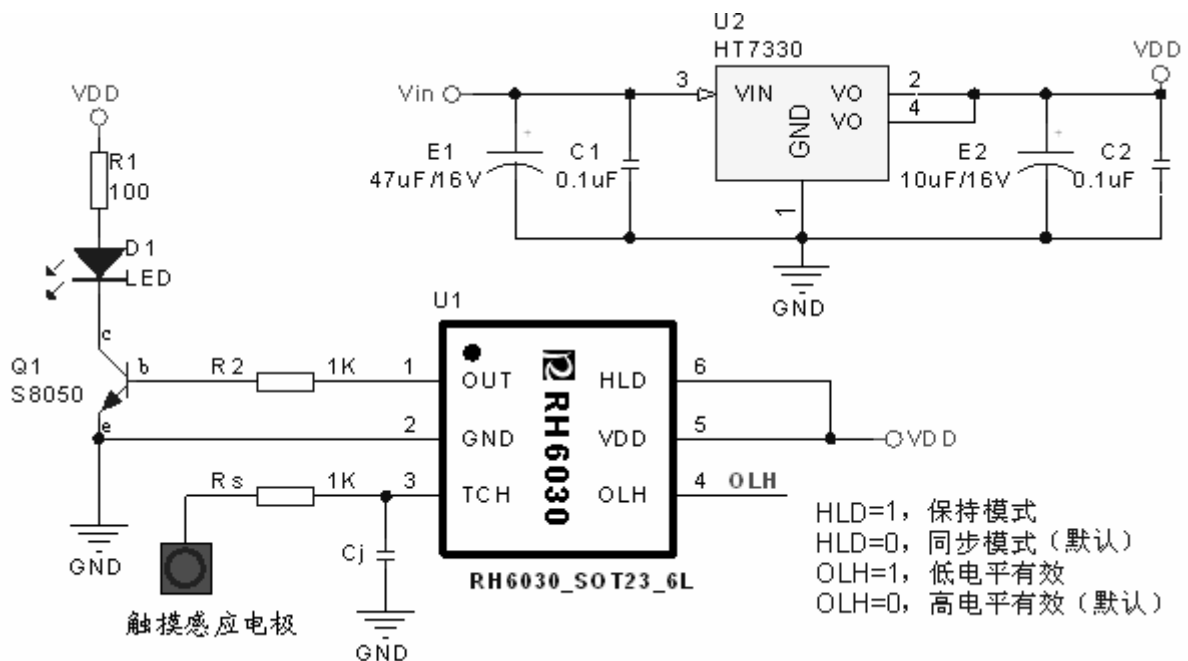 U2
HT7330
VDD
Vin
3
VIN
VO
2
VO
4
GND
1
E1
47uF/16V
C1
0.1uF
E2
10uF/16V
C2
0.1uF
GND
VDD
R1
100
D1
LED
c
Q1
S8050
b
e
R2
1K
GND
U1
1
OUT
HLD
6
2
GND
VDD
5
VDD
3
TCH
OLH
4
OLH
RH6030
Rs
1K
Cj
GND
RH6030_SOT23_6L
触摸感应电极
HLD=1，保持模式
HLD=0，同步模式（默认）
OLH=1，低电平有效
OLH=0，高电平有效（默认）